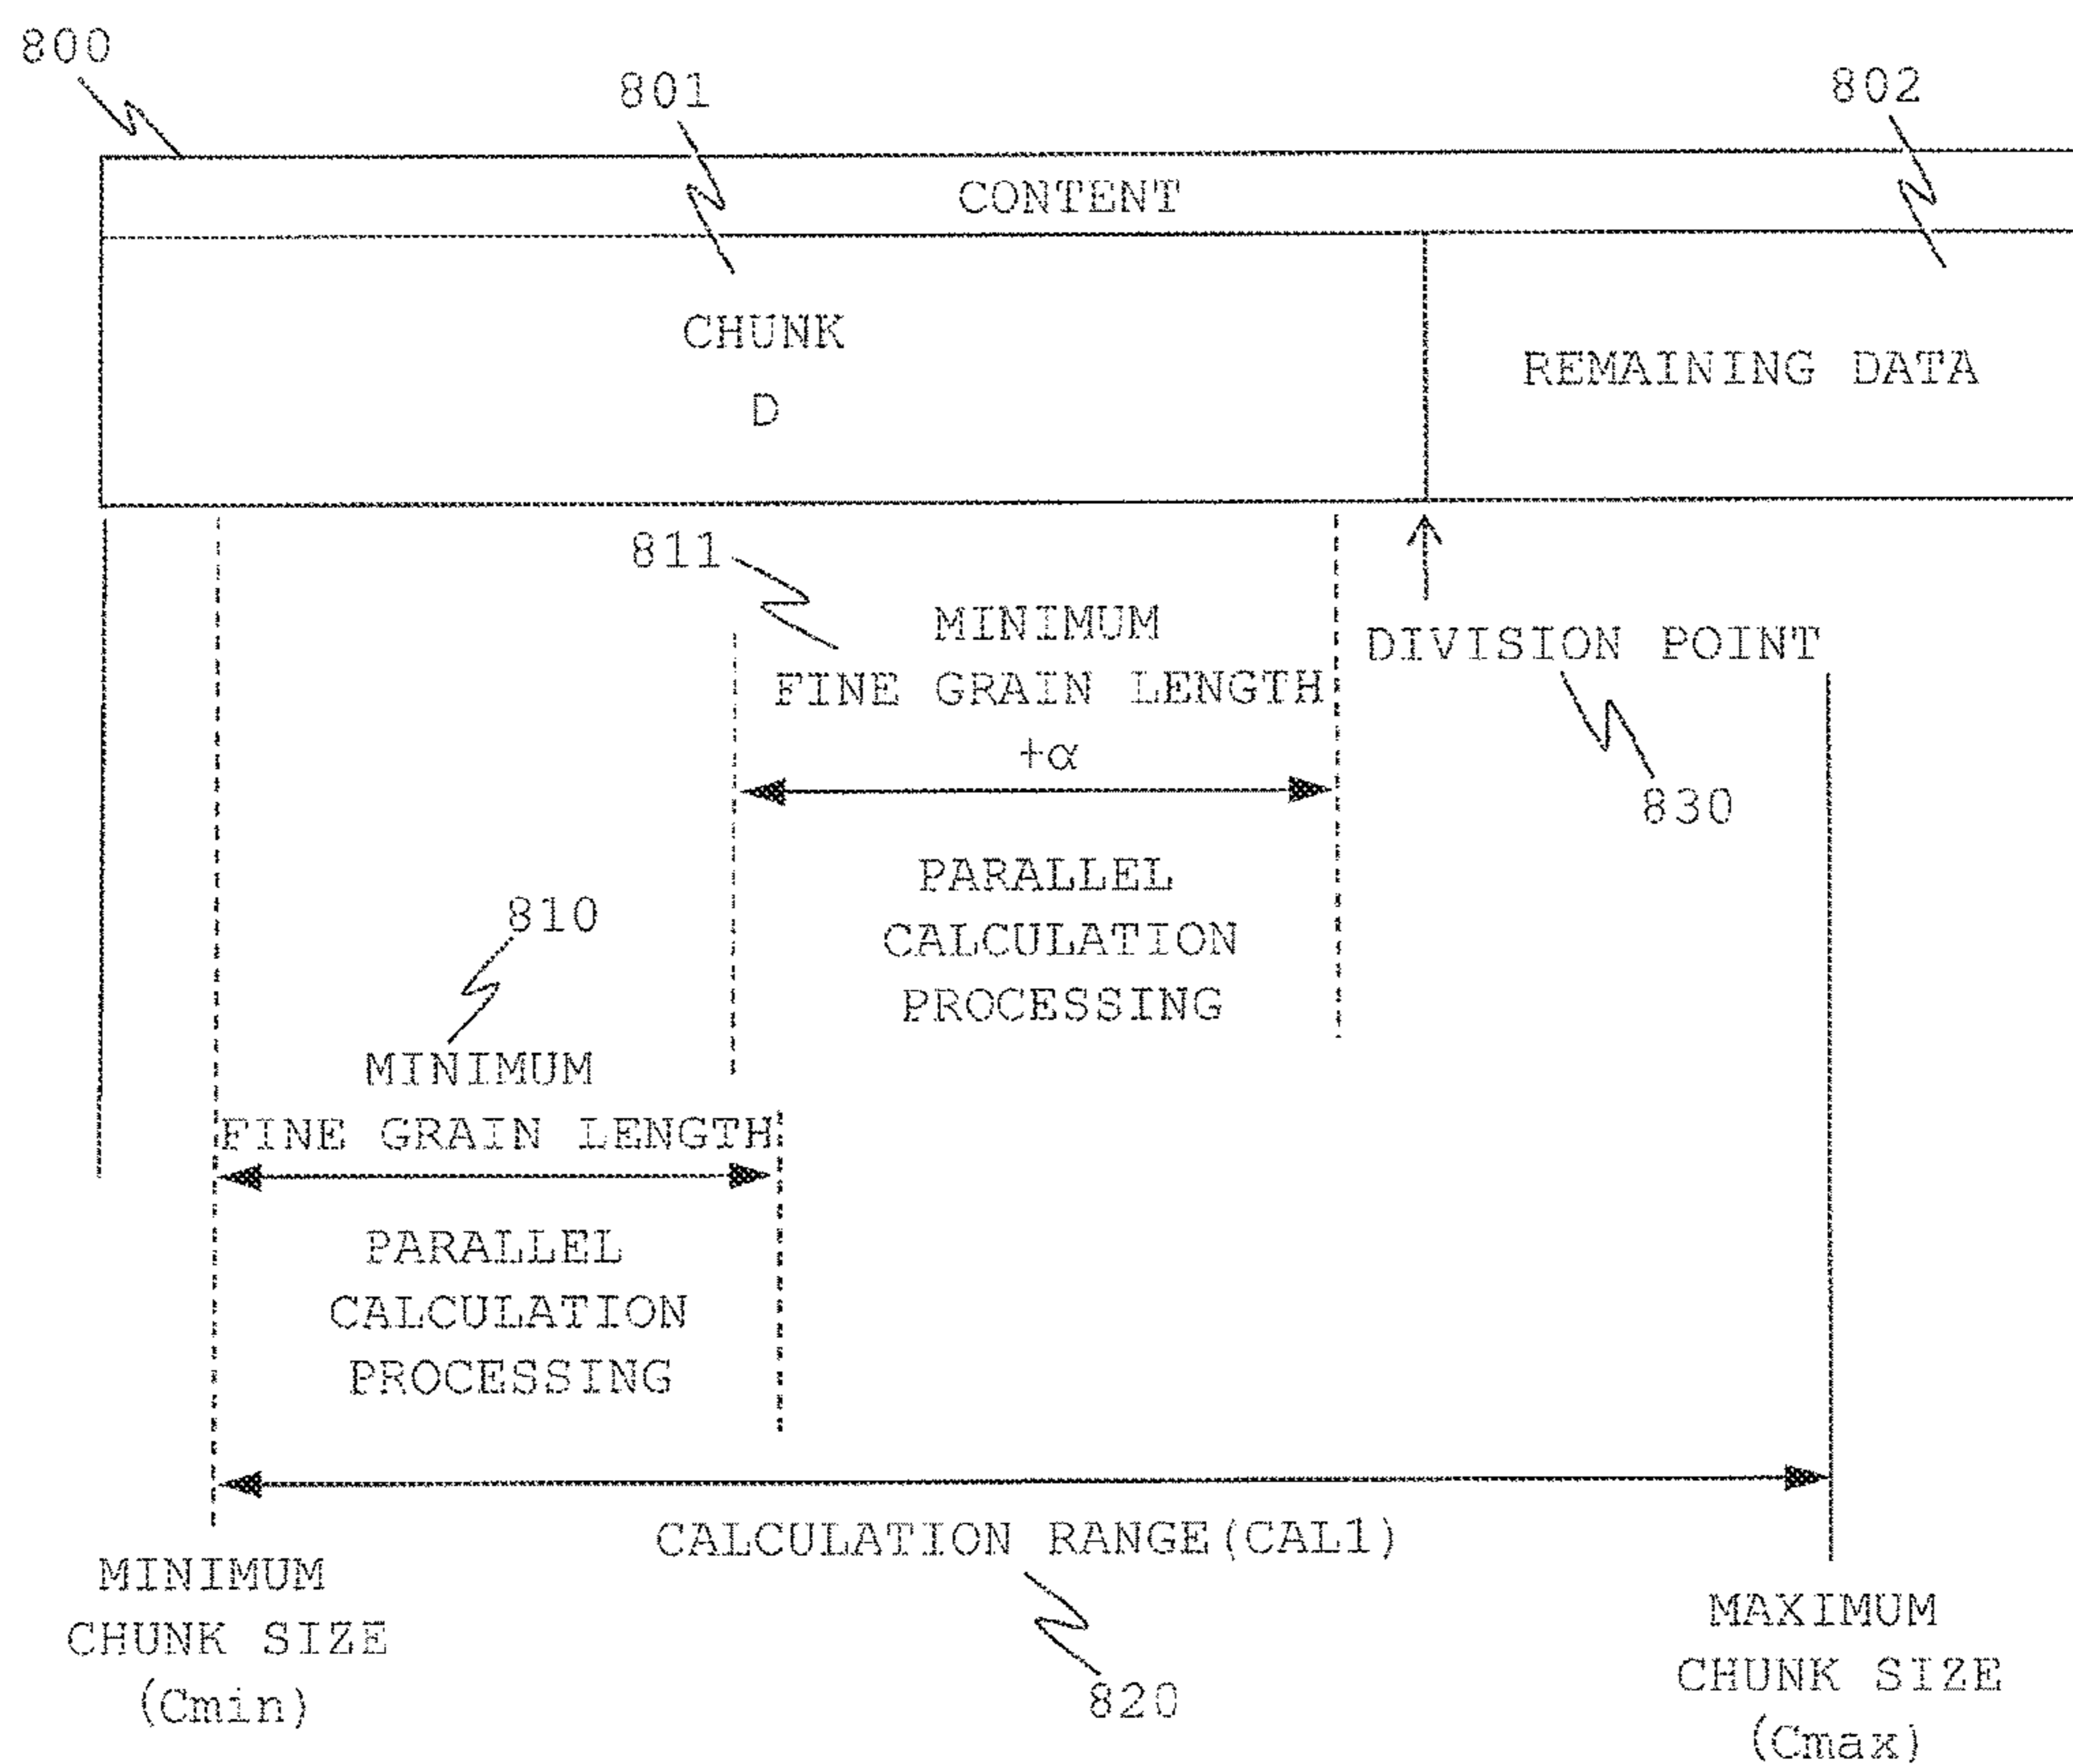 800
801
802
CONTENT
CHUNK
D
REMAINING DATA
811
MINIMUM
FINE GRAIN LENGTH
+α
DIVISION POINT
830
PARALLEL
CALCULATION
PROCESSING
810
MINIMUM
FINE GRAIN LENGTH
PARALLEL
CALCULATION
PROCESSING
CALCULATION RANGE(CAL1)
820
MINIMUM
CHUNK SIZE
(Cmin)
MAXIMUM
CHUNK SIZE
(Cmax)